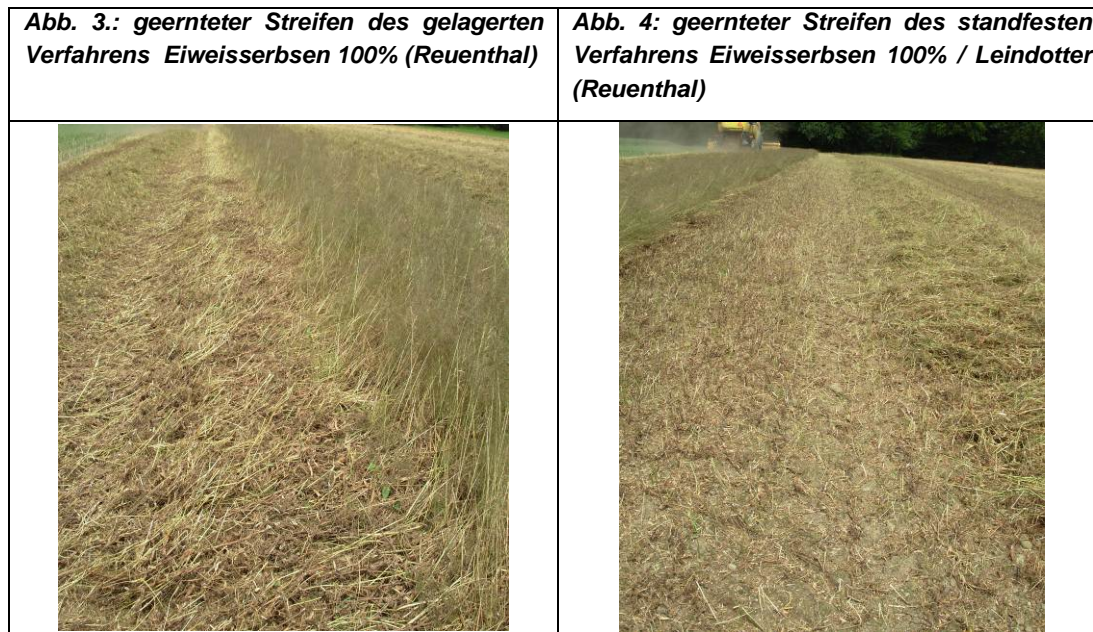 Abb. 3.: geernteter Streifen des gelagerten
Verfahrens Eiweisserbsen 100% (Reuenthal)
Abb. 4: geernteter Streifen des standfesten
Verfahrens Eiweisserbsen 100% / Leindotter
(Reuenthal)